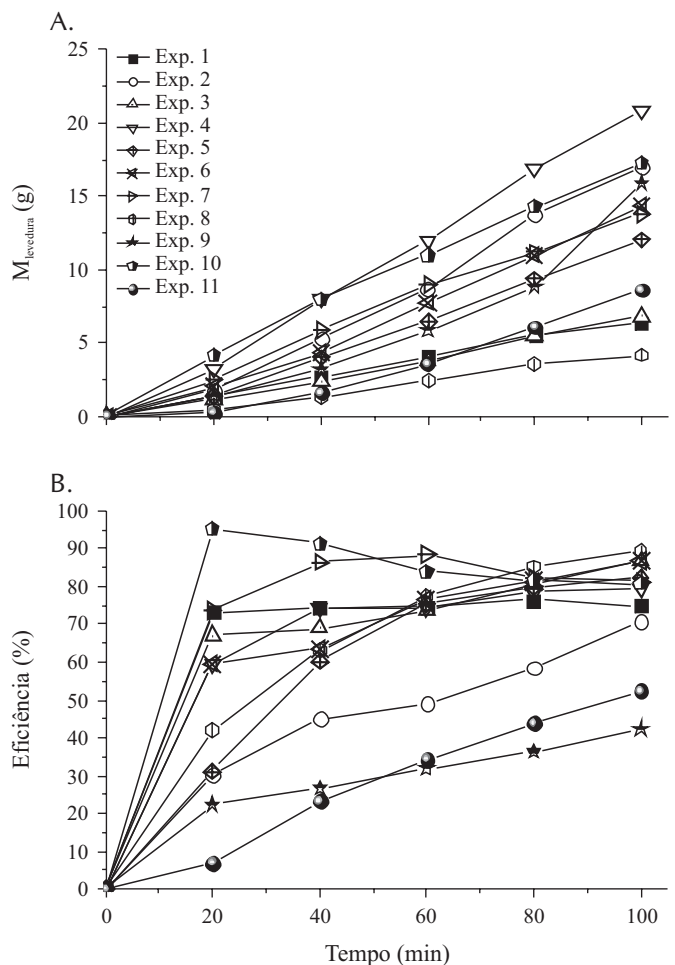 A.
25
20
15
10
5
0
M levedura (g)
Exp. 1
Exp. 2
Exp. 3
Exp. 4
Exp. 5
Exp. 6
Exp. 7
Exp. 8
Exp. 9
Exp. 10
Exp. 11
B.
100
90
80
70
60
50
40
30
20
10
0
Eficiência (%)
0 20 40 60 80 100
Tempo (min)